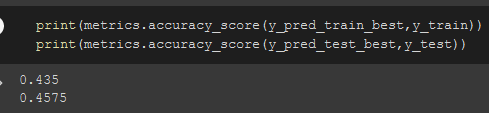 print(metrics.accuracy_score(y_pred_train_best,y_train))
print(metrics.accuracy_score(y_pred_test_best,y_test))
0.435
0.4575